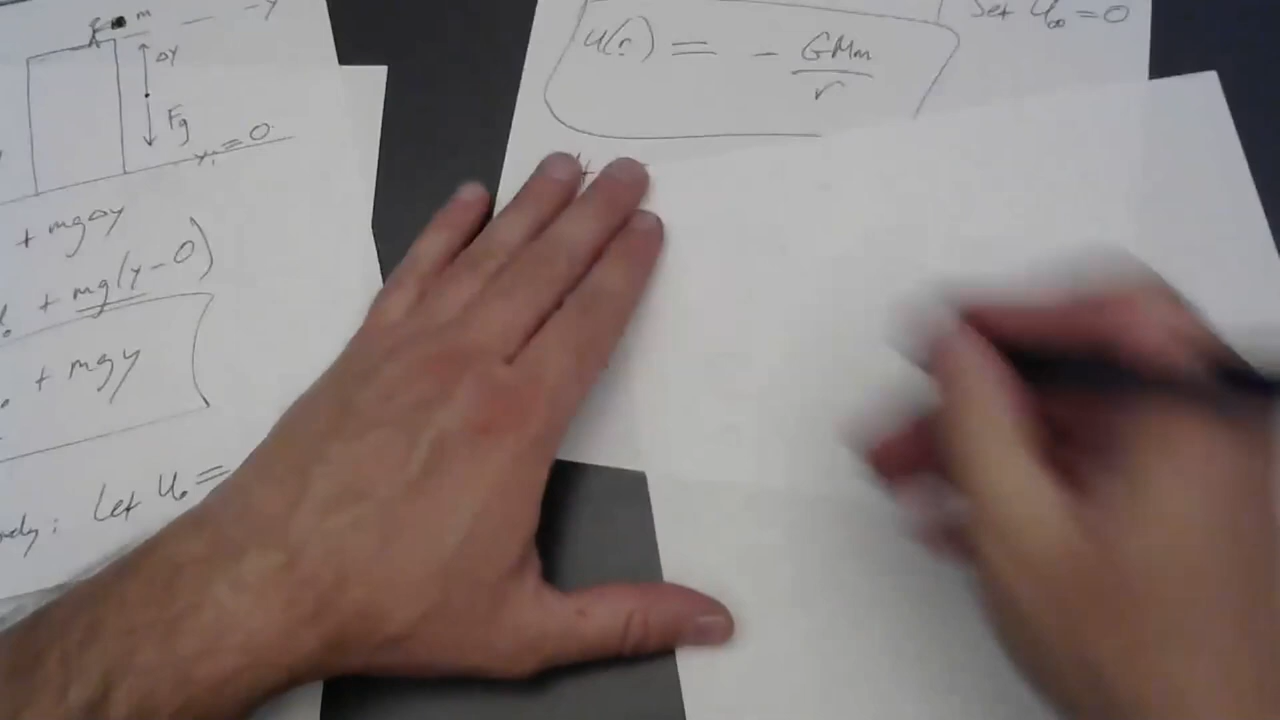 m — -y
Δy
Fg
y₁ = 0
+ mgΔy
+ mg(y-0)
+ mgy
Let U₀ =
Set U∞ = 0
U(r) = - GMm/r